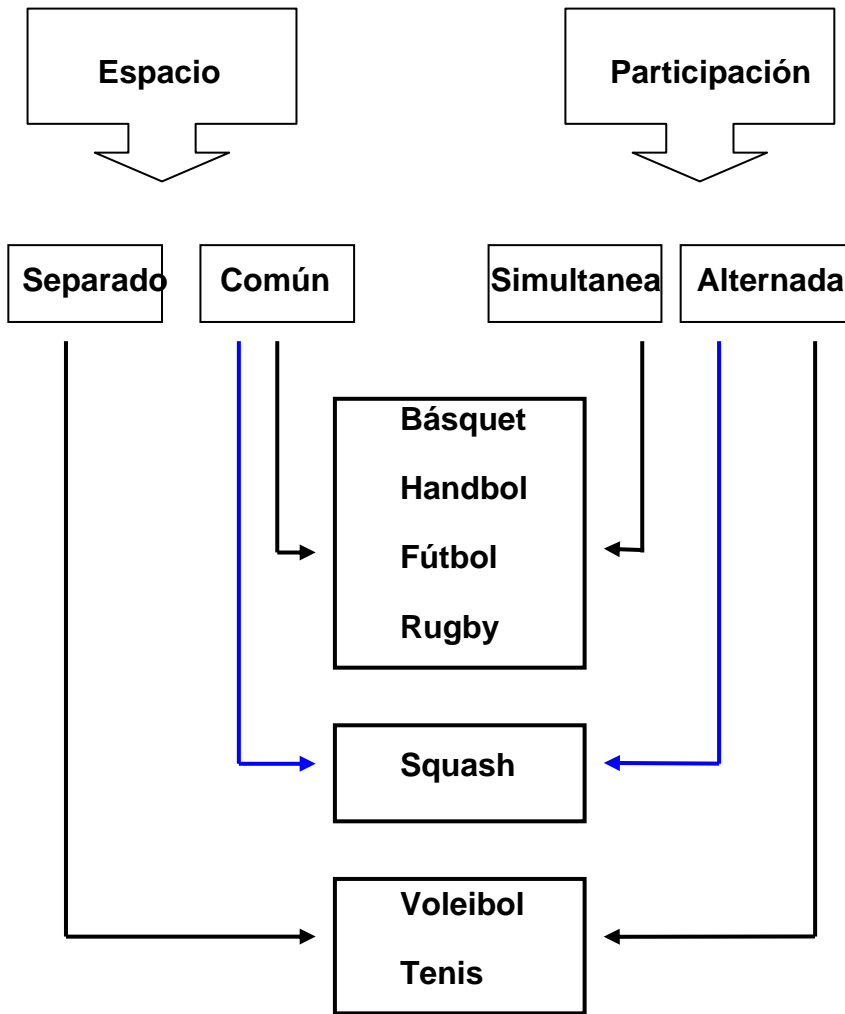 Espacio
Participación
Separado
Común
Simultanea
Alternada
Básquet
Handbol
Fútbol
Rugby
Squash
Voleibol
Tenis